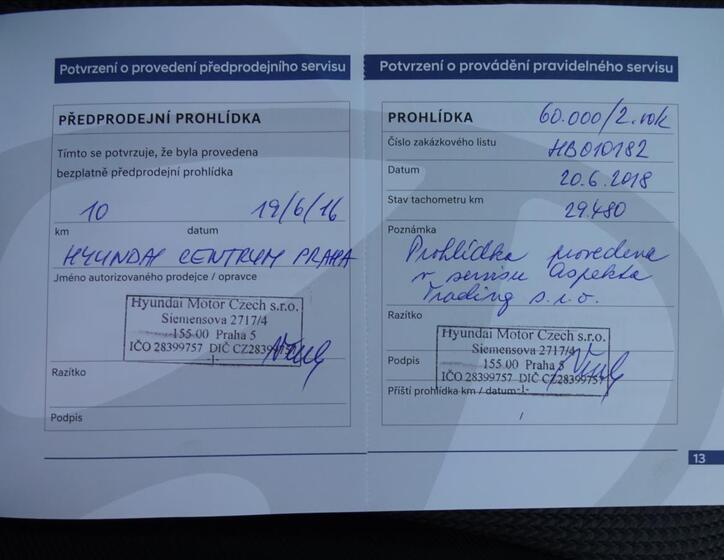 Potvrzení o provedení předprodejního servisu
PŘEDPRODEJNÍ PROHLÍDKA
Tímto se potvrzuje, že byla provedena
bezplatně předprodejní prohlídka
10 19/6/16
km datum
HYUNDAI CENTRUM PRAHA
Jméno autorizovaného prodejce / opravce
Hyundai Motor Czech s.r.o.
Siemensova 2717/4
155 00 Praha 5
IČO 28399757 DIČ CZ28399757
-1-
Razítko
Podpis
Potvrzení o provádění pravidelného servisu
PROHLÍDKA 60.000/2. rok
Číslo zakázkového listu HB010182
Datum 20.6.2018
Stav tachometru km 29.480
Poznámka
Prohlídka provedena
v servisu Aspekta
Trading s.r.o.
Razítko
Hyundai Motor Czech s.r.o.
Siemensova 2717/4
155 00 Praha 5
Podpis
IČO 28399757 DIČ CZ28399757
Příští prohlídka km / datum -1-
13